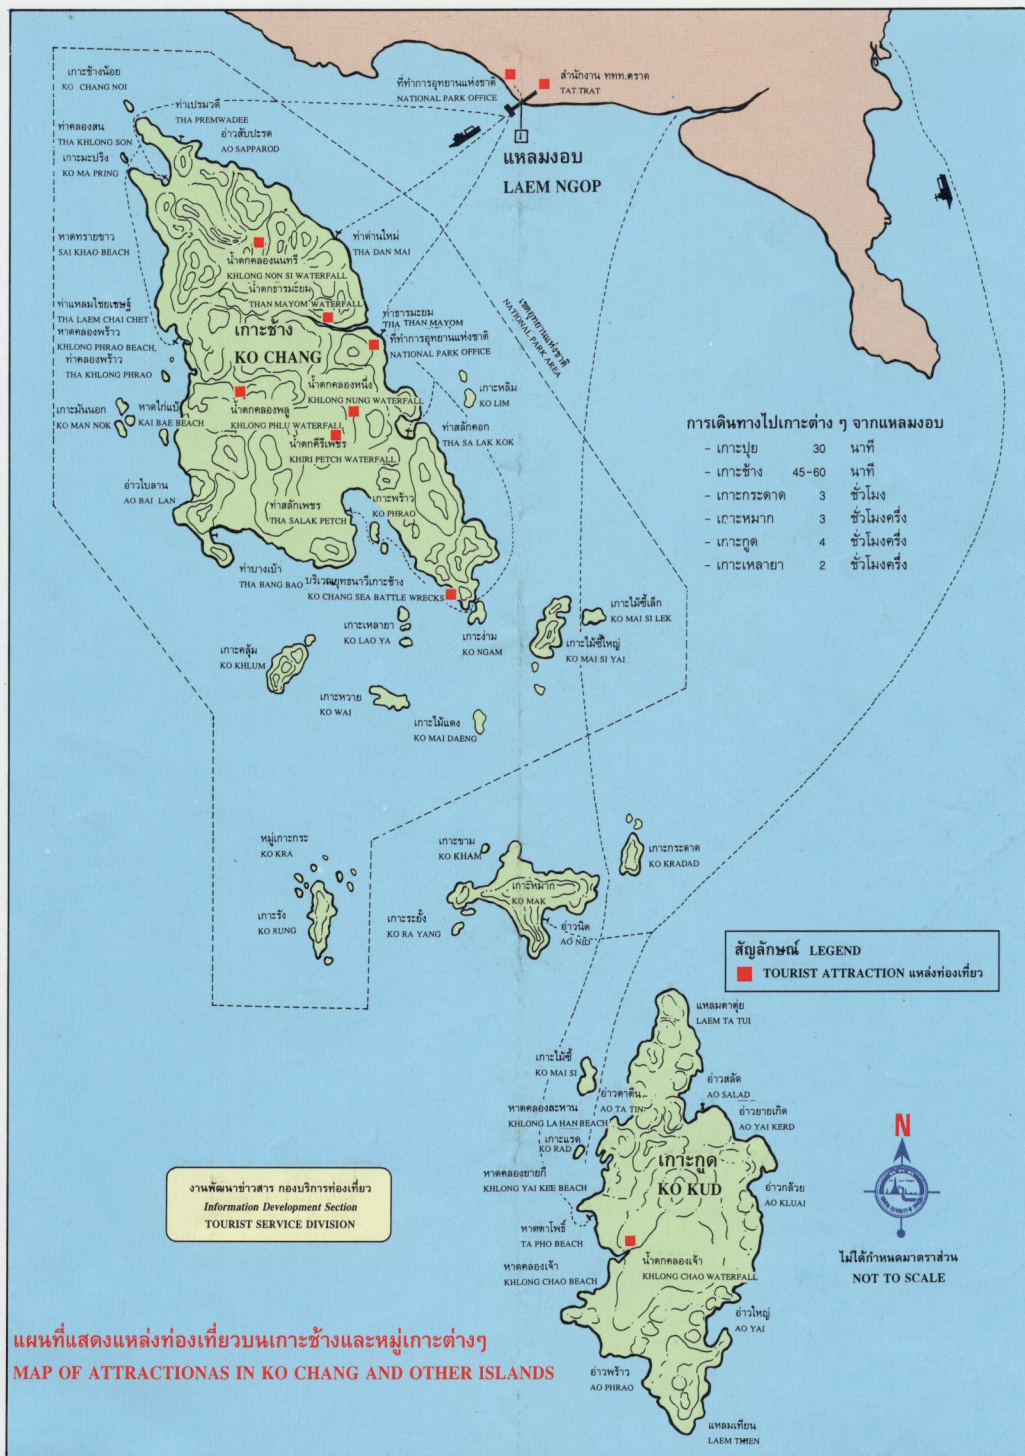 เกาะช้างน้อย
KO CHANG NOI
ท่าเปรมวดี
THA PREMWADEE
ท่าคลองสน
THA KHLONG SON
อ่าวสับปะรด
AO SAPPAROD
เกาะมะปริง
KO MA PRING
ที่ทำการอุทยานแห่งชาติ
NATIONAL PARK OFFICE
สำนักงาน ททท.ตราด
TAT.TRAT
แหลมงอบ
LAEM NGOP
หาดทรายขาว
SAI KHAO BEACH
ท่าด่านใหม่
THA DAN MAI
น้ำตกคลองนนทรี
KHLONG NON SI WATERFALL
น้ำตกธารมะยม
THAN MAYOM WATERFALL
ท่าแหลมไชยเชษฐ์
THA LAEM CHAI CHET
หาดคลองพร้าว
KHLONG PHRAO BEACH,
ท่าคลองพร้าว
THA KHLONG PHRAO
ท่าธารมะยม
THA THAN MAYOM
ที่ทำการอุทยานแห่งชาติ
NATIONAL PARK OFFICE
เขตอุทยานแห่งชาติ
NATIONAL PARK AREA
เกาะช้าง
KO CHANG
น้ำตกคลองหนึ่ง
KHLONG NUNG WATERFALL
เกาะหลิม
KO LIM
เกาะมันนอก
KO MAN NOK
หาดไก่แบ้
KAI BAE BEACH
น้ำตกคลองพลู
KHLONG PHLU WATERFALL
น้ำตกคีรีเพชร
KHIRI PETCH WATERFALL
ท่าสลักคอก
THA SA LAK KOK
อ่าวใบลาน
AO BAI LAN
ท่าสลักเพชร
THA SALAK PETCH
เกาะพร้าว
KO PHRAO
ท่าบางเบ้า
THA BANG BAO
บริเวณยุทธนาวีเกาะช้าง
KO CHANG SEA BATTLE WRECKS
การเดินทางไปเกาะต่าง ๆ จากแหลมงอบ
- เกาะปุย 30 นาที
- เกาะช้าง 45-60 นาที
- เกาะกระดาด 3 ชั่วโมง
- เกาะหมาก 3 ชั่วโมงครึ่ง
- เกาะกูด 4 ชั่วโมงครึ่ง
- เกาะเหลายา 2 ชั่วโมงครึ่ง
เกาะไม้ซี้เล็ก
KO MAI SI LEK
เกาะเหลายา
KO LAO YA
เกาะง่าม
KO NGAM
เกาะไม้ซี้ใหญ่
KO MAI SI YAI
เกาะคลุ้ม
KO KHLUM
เกาะหวาย
KO WAI
เกาะไม้แดง
KO MAI DAENG
หมู่เกาะกระ
KO KRA
เกาะขาม
KO KHAM
เกาะกระดาด
KO KRADAD
เกาะหมาก
KO MAK
เกาะรัง
KO RUNG
เกาะระยั้ง
KO RA YANG
อ่าวนิด
AO NID
สัญลักษณ์ LEGEND
TOURIST ATTRACTION แหล่งท่องเที่ยว
แหลมตาตุ่ย
LAEM TA TUI
เกาะไม้ซี้
KO MAI SI
อ่าวตาติ้น
AO TA TIN
อ่าวสลัด
AO SALAD
หาดคลองละหาน
KHLONG LA HAN BEACH
อ่าวยายเกิด
AO YAI KERD
เกาะแรด
KO RAD
เกาะกูด
KO KUD
หาดคลองยายกี
KHLONG YAI KEE BEACH
อ่าวกล้วย
AO KLUAI
หาดตาโพธิ์
TA PHO BEACH
หาดคลองเจ้า
KHLONG CHAO BEACH
น้ำตกคลองเจ้า
KHLONG CHAO WATERFALL
อ่าวใหญ่
AO YAI
อ่าวพร้าว
AO PHRAO
แหลมเทียน
LAEM THIEN
N
ไม่ได้กำหนดมาตราส่วน
NOT TO SCALE
งานพัฒนาข่าวสาร กองบริการท่องเที่ยว
Information Development Section
TOURIST SERVICE DIVISION
แผนที่แสดงแหล่งท่องเที่ยวบนเกาะช้างและหมู่เกาะต่างๆ
MAP OF ATTRACTIONAS IN KO CHANG AND OTHER ISLANDS